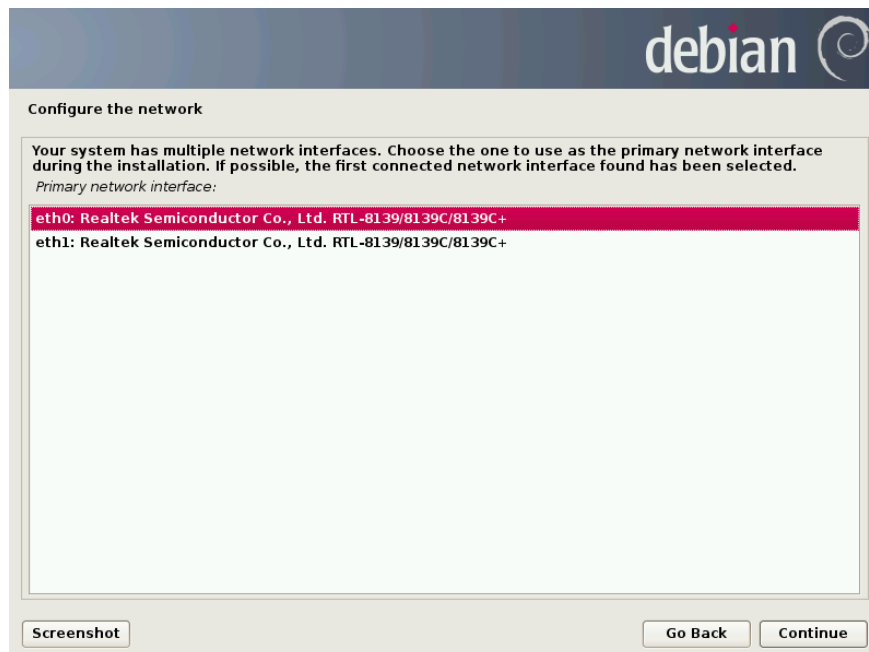 debian
Configure the network
Your system has multiple network interfaces. Choose the one to use as the primary network interface
during the installation. If possible, the first connected network interface found has been selected.
Primary network interface:
eth0: Realtek Semiconductor Co., Ltd. RTL-8139/8139C/8139C+
eth1: Realtek Semiconductor Co., Ltd. RTL-8139/8139C/8139C+
Screenshot
Go Back
Continue